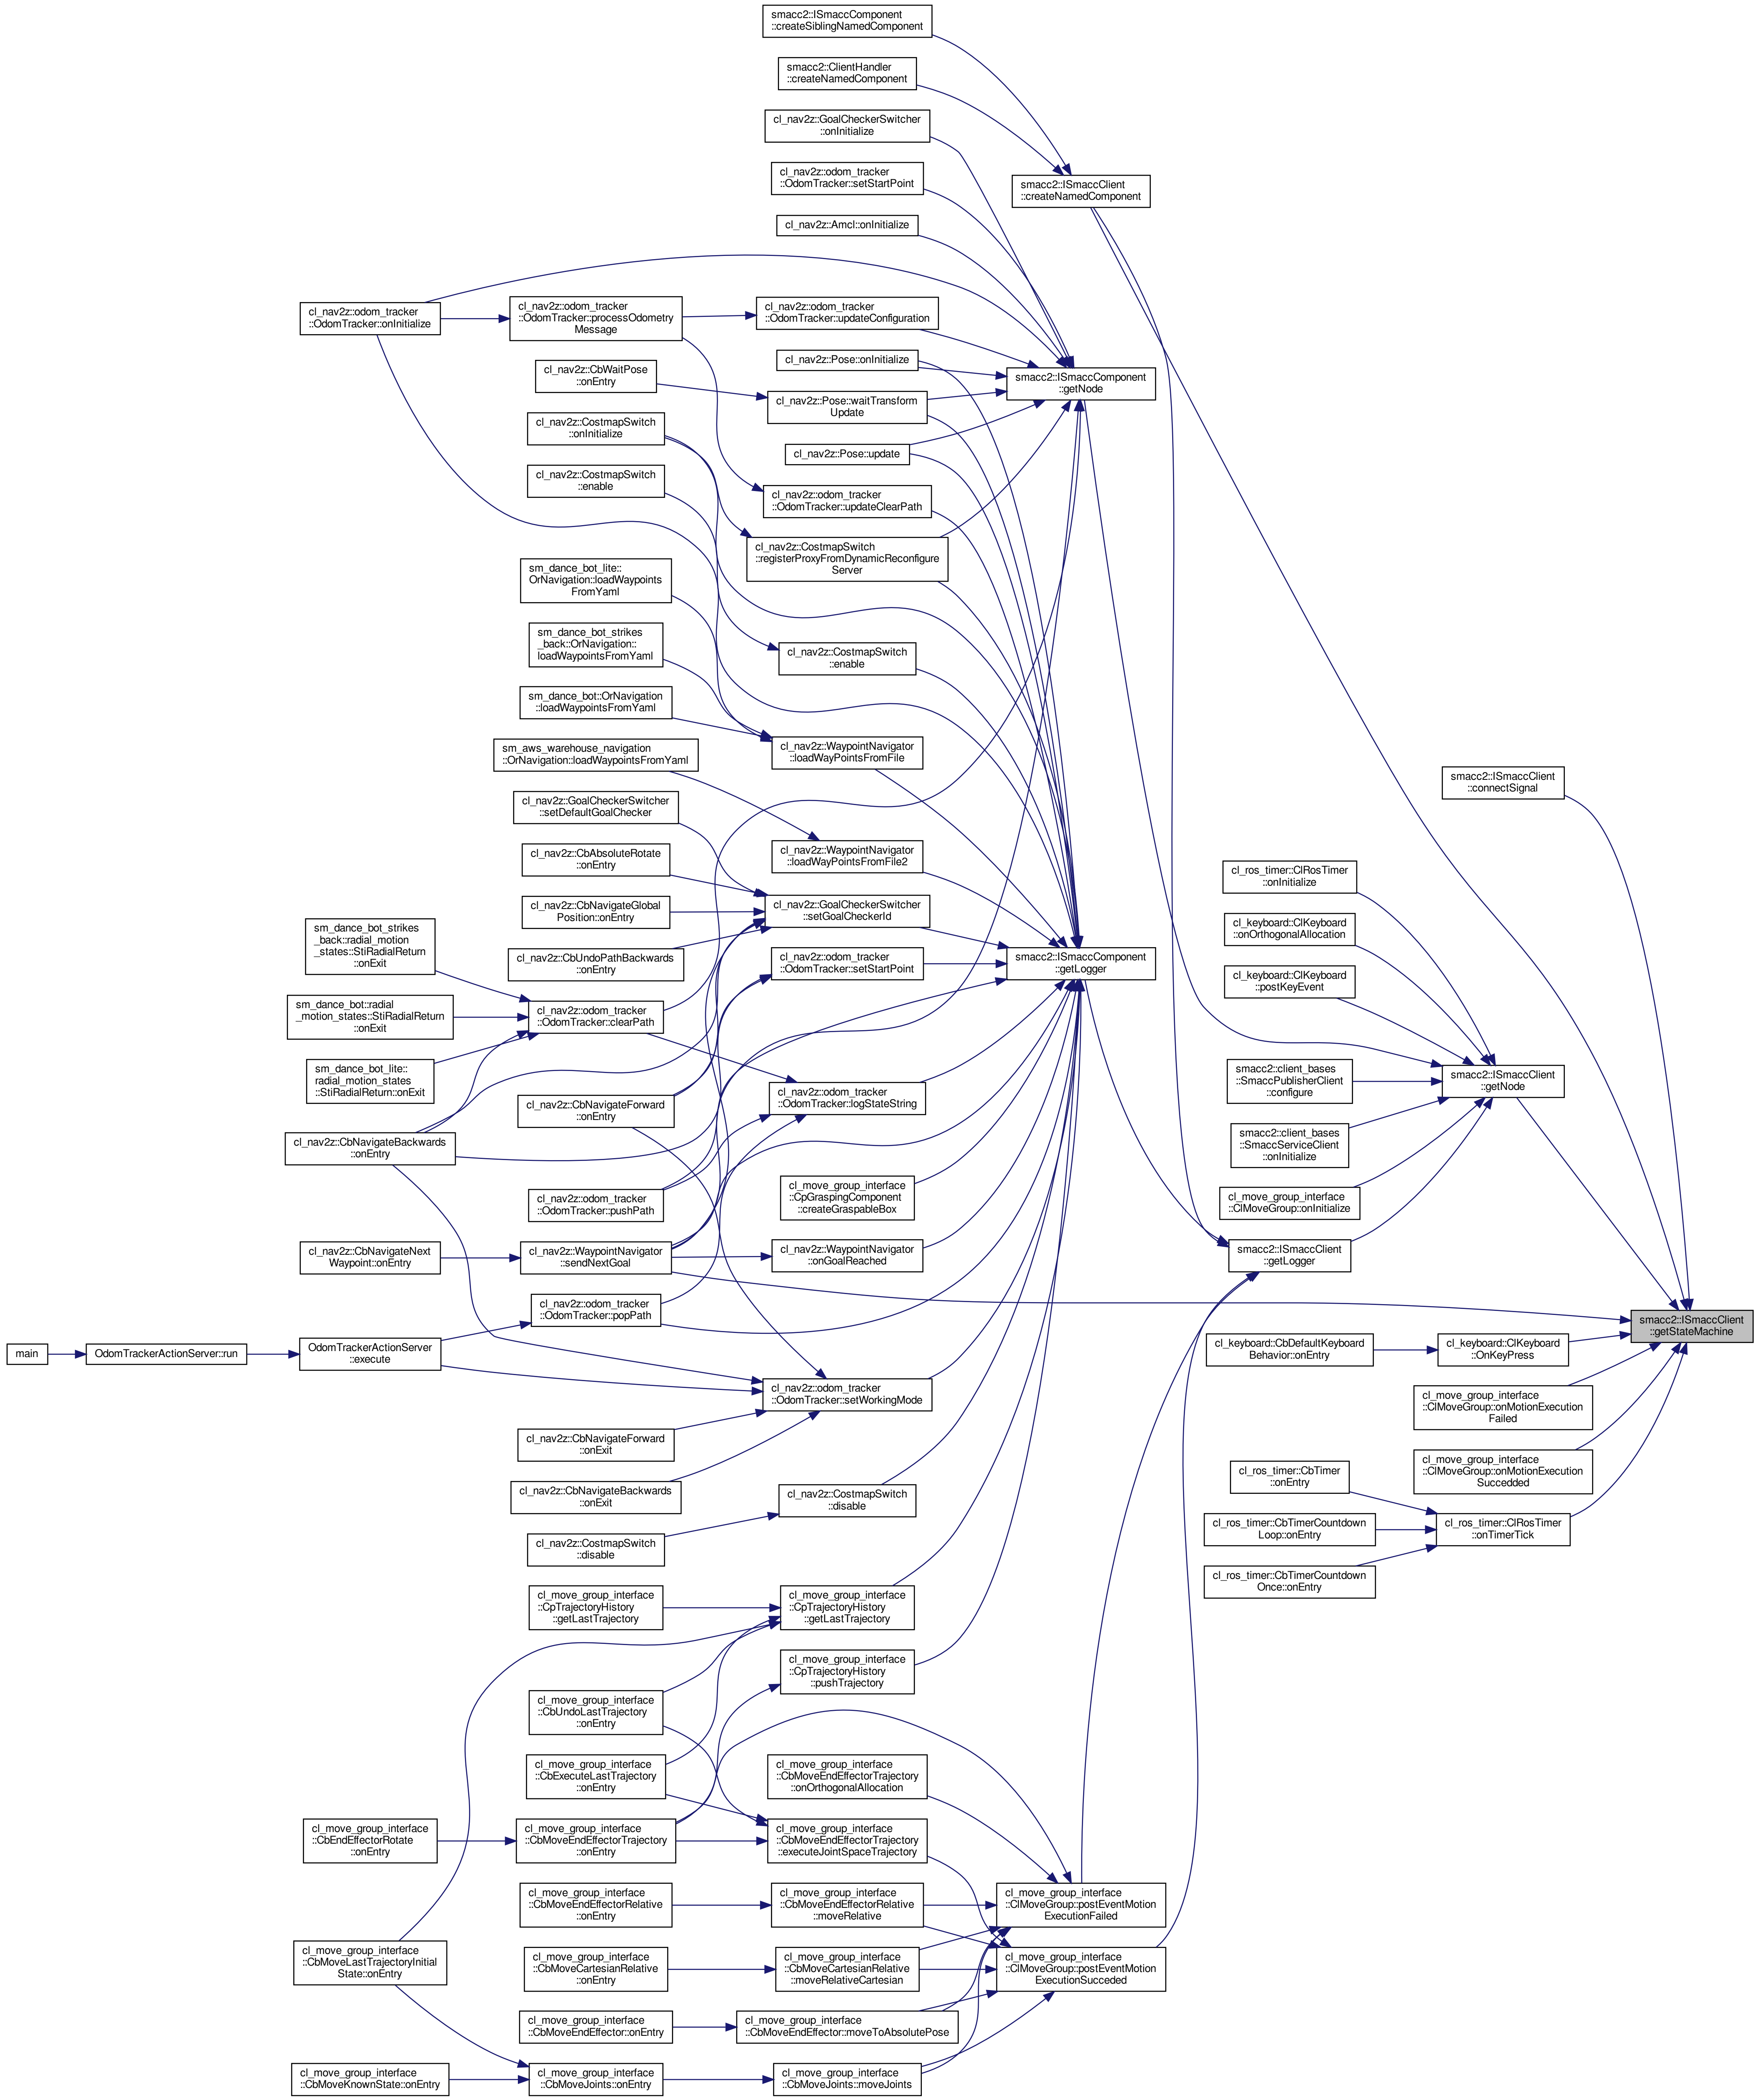 smacc2::ISmaccComponent
::createSiblingNamedComponent
smacc2::ClientHandler
::createNamedComponent
cl_nav2z::GoalCheckerSwitcher
::onInitialize
cl_nav2z::odom_tracker
::OdomTracker::setStartPoint
smacc2::ISmaccClient
::createNamedComponent
cl_nav2z::Amcl::onInitialize
cl_nav2z::odom_tracker
::OdomTracker::onInitialize
cl_nav2z::odom_tracker
::OdomTracker::processOdometry
Message
cl_nav2z::odom_tracker
::OdomTracker::updateConfiguration
cl_nav2z::Pose::onInitialize
cl_nav2z::CbWaitPose
::onEntry
smacc2::ISmaccComponent
::getNode
cl_nav2z::Pose::waitTransform
Update
cl_nav2z::CostmapSwitch
::onInitialize
cl_nav2z::Pose::update
cl_nav2z::CostmapSwitch
::enable
cl_nav2z::odom_tracker
::OdomTracker::updateClearPath
cl_nav2z::CostmapSwitch
::registerProxyFromDynamicReconfigure
Server
sm_dance_bot_lite::
OrNavigation::loadWaypoints
FromYaml
sm_dance_bot_strikes
_back::OrNavigation::
loadWaypointsFromYaml
cl_nav2z::CostmapSwitch
::enable
sm_dance_bot::OrNavigation
::loadWaypointsFromYaml
cl_nav2z::WaypointNavigator
::loadWayPointsFromFile
sm_aws_warehouse_navigation
::OrNavigation::loadWaypointsFromYaml
smacc2::ISmaccClient
::connectSignal
cl_nav2z::GoalCheckerSwitcher
::setDefaultGoalChecker
cl_nav2z::CbAbsoluteRotate
::onEntry
cl_nav2z::WaypointNavigator
::loadWayPointsFromFile2
cl_ros_timer::ClRosTimer
::onInitialize
cl_nav2z::CbNavigateGlobal
Position::onEntry
cl_nav2z::GoalCheckerSwitcher
::setGoalCheckerId
cl_keyboard::ClKeyboard
::onOrthogonalAllocation
sm_dance_bot_strikes
_back::radial_motion
_states::StiRadialReturn
::onExit
cl_nav2z::CbUndoPathBackwards
::onEntry
cl_nav2z::odom_tracker
::OdomTracker::setStartPoint
smacc2::ISmaccComponent
::getLogger
cl_keyboard::ClKeyboard
::postKeyEvent
sm_dance_bot::radial
_motion_states::StiRadialReturn
::onExit
cl_nav2z::odom_tracker
::OdomTracker::clearPath
sm_dance_bot_lite::
radial_motion_states
::StiRadialReturn::onExit
smacc2::client_bases
::SmaccPublisherClient
::configure
smacc2::ISmaccClient
::getNode
cl_nav2z::CbNavigateForward
::onEntry
cl_nav2z::odom_tracker
::OdomTracker::logStateString
cl_nav2z::CbNavigateBackwards
::onEntry
smacc2::client_bases
::SmaccServiceClient
::onInitialize
cl_nav2z::odom_tracker
::OdomTracker::pushPath
cl_move_group_interface
::CpGraspingComponent
::createGraspableBox
cl_move_group_interface
::ClMoveGroup::onInitialize
cl_nav2z::CbNavigateNext
Waypoint::onEntry
cl_nav2z::WaypointNavigator
::sendNextGoal
cl_nav2z::WaypointNavigator
::onGoalReached
smacc2::ISmaccClient
::getLogger
cl_nav2z::odom_tracker
::OdomTracker::popPath
smacc2::ISmaccClient
::getStateMachine
main
OdomTrackerActionServer::run
OdomTrackerActionServer
::execute
cl_keyboard::CbDefaultKeyboard
Behavior::onEntry
cl_keyboard::ClKeyboard
::OnKeyPress
cl_nav2z::odom_tracker
::OdomTracker::setWorkingMode
cl_move_group_interface
::ClMoveGroup::onMotionExecution
Failed
cl_nav2z::CbNavigateForward
::onExit
cl_move_group_interface
::ClMoveGroup::onMotionExecution
Succedded
cl_nav2z::CbNavigateBackwards
::onExit
cl_nav2z::CostmapSwitch
::disable
cl_ros_timer::CbTimer
::onEntry
cl_ros_timer::CbTimerCountdown
Loop::onEntry
cl_ros_timer::ClRosTimer
::onTimerTick
cl_nav2z::CostmapSwitch
::disable
cl_ros_timer::CbTimerCountdown
Once::onEntry
cl_move_group_interface
::CpTrajectoryHistory
::getLastTrajectory
cl_move_group_interface
::CpTrajectoryHistory
::getLastTrajectory
cl_move_group_interface
::CpTrajectoryHistory
::pushTrajectory
cl_move_group_interface
::CbUndoLastTrajectory
::onEntry
cl_move_group_interface
::CbExecuteLastTrajectory
::onEntry
cl_move_group_interface
::CbMoveEndEffectorTrajectory
::onOrthogonalAllocation
cl_move_group_interface
::CbEndEffectorRotate
::onEntry
cl_move_group_interface
::CbMoveEndEffectorTrajectory
::onEntry
cl_move_group_interface
::CbMoveEndEffectorTrajectory
::executeJointSpaceTrajectory
cl_move_group_interface
::CbMoveEndEffectorRelative
::onEntry
cl_move_group_interface
::CbMoveEndEffectorRelative
::moveRelative
cl_move_group_interface
::ClMoveGroup::postEventMotion
ExecutionFailed
cl_move_group_interface
::CbMoveLastTrajectoryInitial
State::onEntry
cl_move_group_interface
::CbMoveCartesianRelative
::onEntry
cl_move_group_interface
::CbMoveCartesianRelative
::moveRelativeCartesian
cl_move_group_interface
::ClMoveGroup::postEventMotion
ExecutionSucceded
cl_move_group_interface
::CbMoveEndEffector::onEntry
cl_move_group_interface
::CbMoveEndEffector::moveToAbsolutePose
cl_move_group_interface
::CbMoveKnownState::onEntry
cl_move_group_interface
::CbMoveJoints::onEntry
cl_move_group_interface
::CbMoveJoints::moveJoints